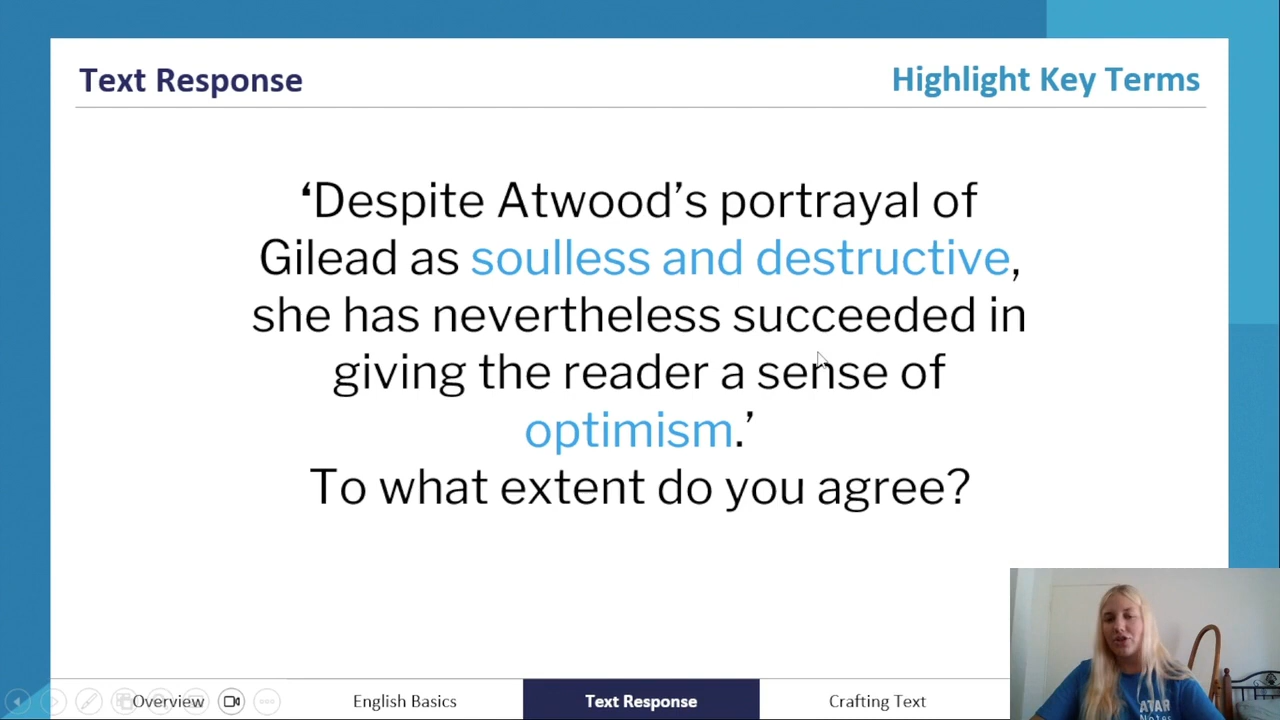 Text Response
Highlight Key Terms
‘Despite Atwood’s portrayal of
Gilead as soulless and destructive,
she has nevertheless succeeded in
giving the reader a sense of
optimism.’
To what extent do you agree?
Overview
English Basics
Text Response
Crafting Text
ATAR
Notes